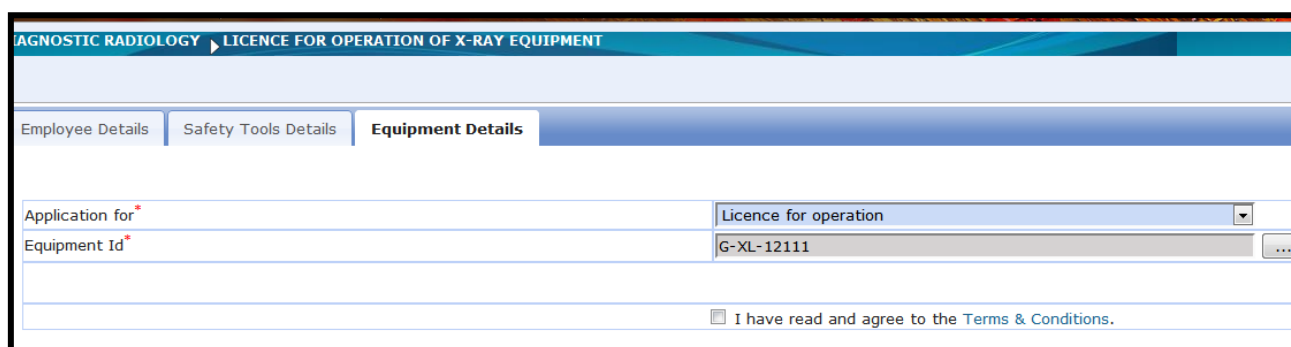 IAGNOSTIC RADIOLOGY LICENCE FOR OPERATION OF X-RAY EQUIPMENT
Employee Details Safety Tools Details Equipment Details
Application for* Licence for operation
Equipment Id* G-XL-12111 ...
I have read and agree to the Terms & Conditions.